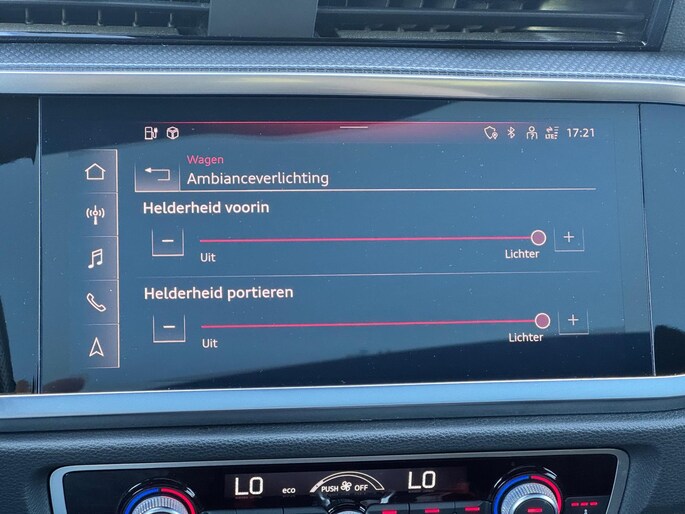 17:21
Wagen
Ambianceverlichting
Helderheid voorin
Uit Lichter
Helderheid portieren
Uit Lichter
LO eco PUSH OFF LO